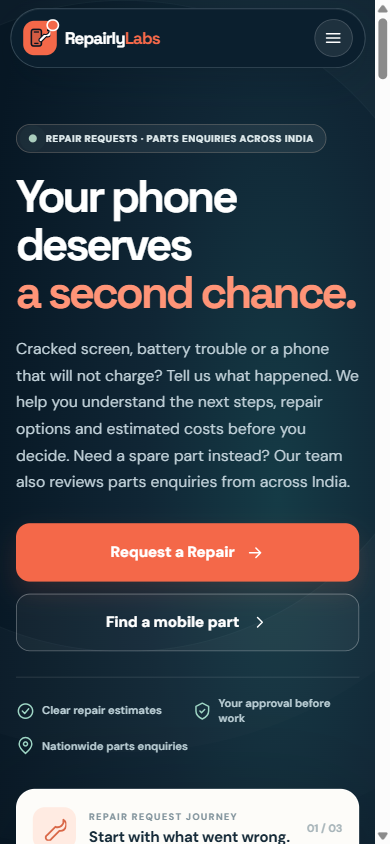 RepairlyLabs
REPAIR REQUESTS · PARTS ENQUIRIES ACROSS INDIA
Your phone
deserves
a second chance.
Cracked screen, battery trouble or a phone
that will not charge? Tell us what happened. We
help you understand the next steps, repair
options and estimated costs before you
decide. Need a spare part instead? Our team
also reviews parts enquiries from across India.
Request a Repair
Find a mobile part
Clear repair estimates
Your approval before
work
Nationwide parts enquiries
REPAIR REQUEST JOURNEY
01 / 03
Start with what went wrong.